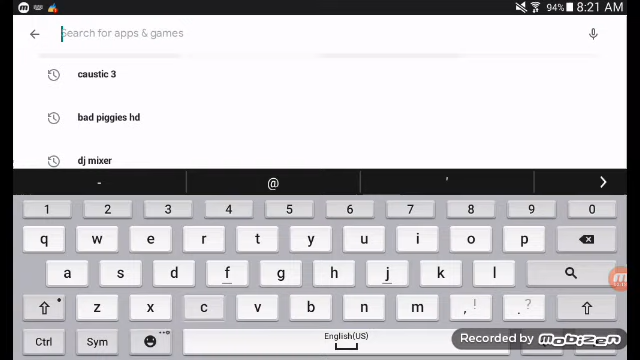 94% 8:21 AM
Search for apps & games
caustic 3
bad piggies hd
dj mixer
- @ '
1 2 3 4 5 6 7 8 9 0
q w e r t y u i o p
a s d f g h j k l
z x c v b n m , ! . ?
Ctrl Sym English(US)
Recorded by mobizen